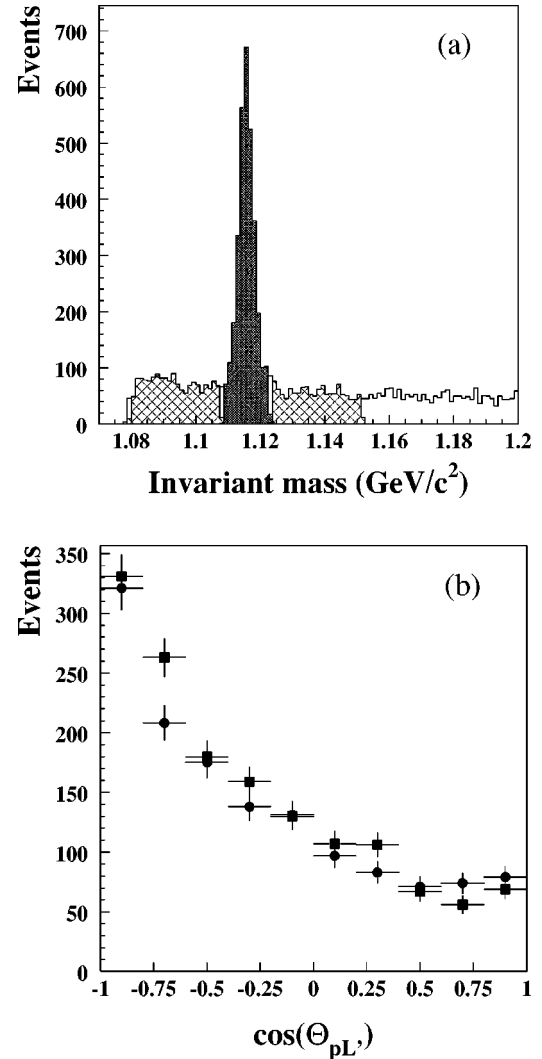 Events
(a)
700
600
500
400
300
200
100
0
1.08 1.1 1.12 1.14 1.16 1.18 1.2
Invariant mass (GeV/c²)
Events
(b)
350
300
250
200
150
100
50
0
-1 -0.75 -0.5 -0.25 0 0.25 0.5 0.75 1
cos(Θ_pL')